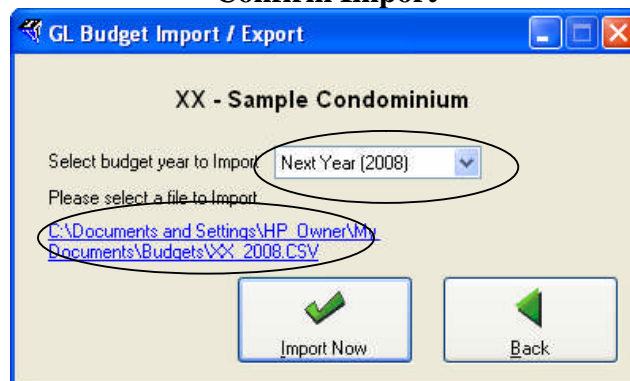 Confirm Import
GL Budget Import / Export
XX - Sample Condominium
Select budget year to Import Next Year (2008)
Please select a file to Import
C:\Documents and Settings\HP_Owner\My
Documents\Budgets\XX_2008.CSV
Import Now Back